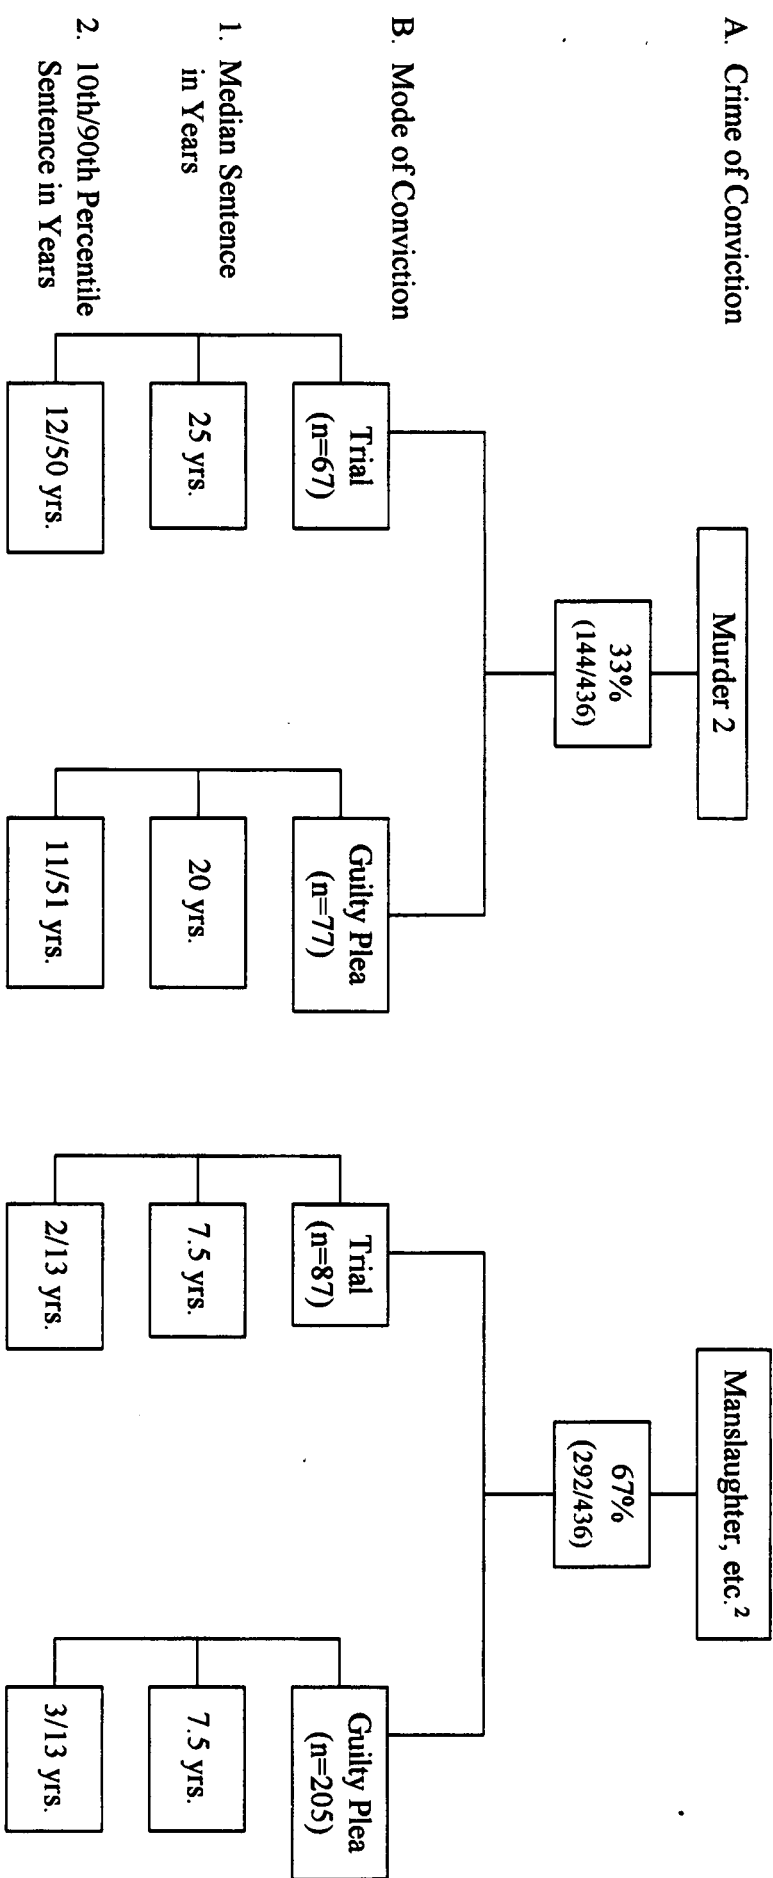 A. Crime of Conviction
Murder 2
Manslaughter, etc.²
33%
(144/436)
67%
(292/436)
B. Mode of Conviction
Trial
(n=67)
Guilty Plea
(n=77)
Trial
(n=87)
Guilty Plea
(n=205)
1. Median Sentence
in Years
25 yrs.
20 yrs.
7.5 yrs.
7.5 yrs.
2. 10th/90th Percentile
Sentence in Years
12/50 yrs.
11/51 yrs.
2/13 yrs.
3/13 yrs.